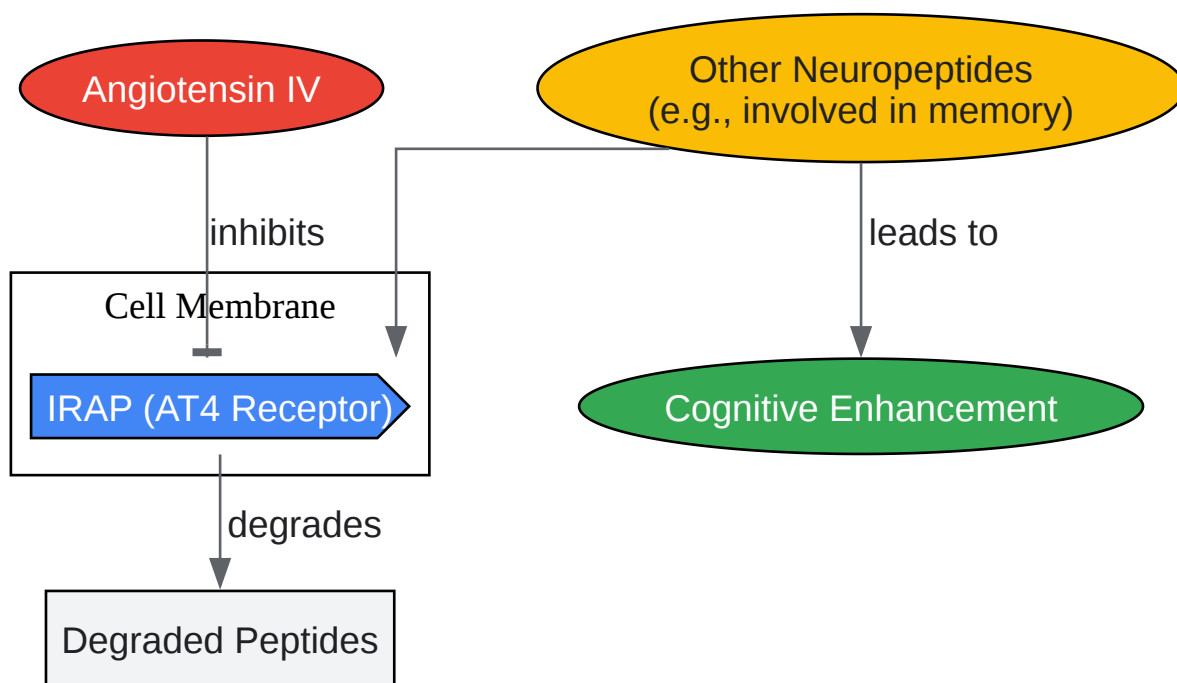 Angiotensin IV
Other Neuropeptides
(e.g., involved in memory)
inhibits
leads to
Cell Membrane
IRAP (AT4 Receptor)
Cognitive Enhancement
degrades
Degraded Peptides